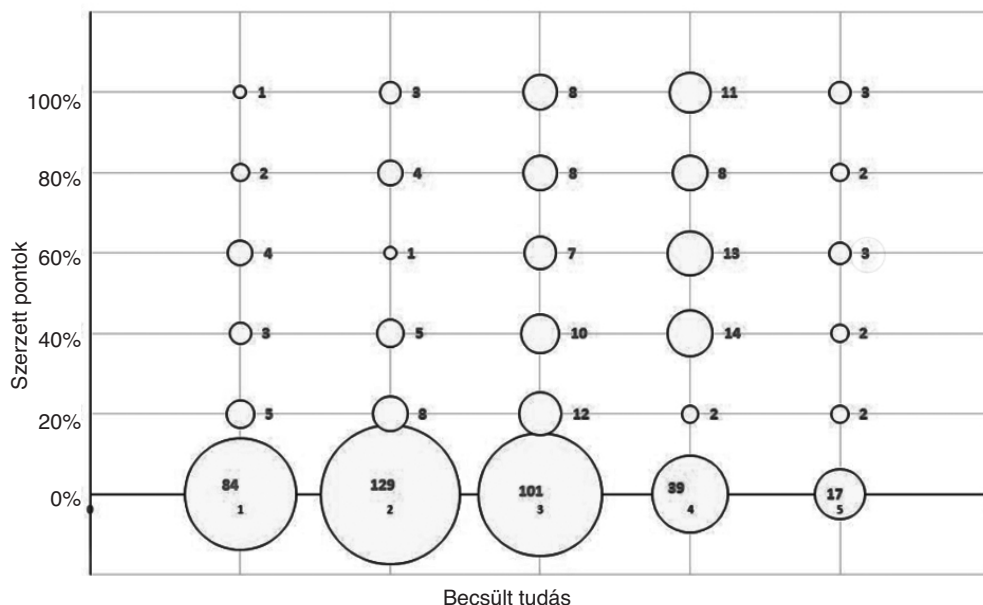 100% 1 3 8 11 3
80% 2 4 8 8 2
60% 4 1 7 13 3
40% 3 5 10 14 2
20% 5 8 12 2 2
84 129 101 39 17
0%
0 1 2 3 4 5
Szerzett pontok
Becsült tudás